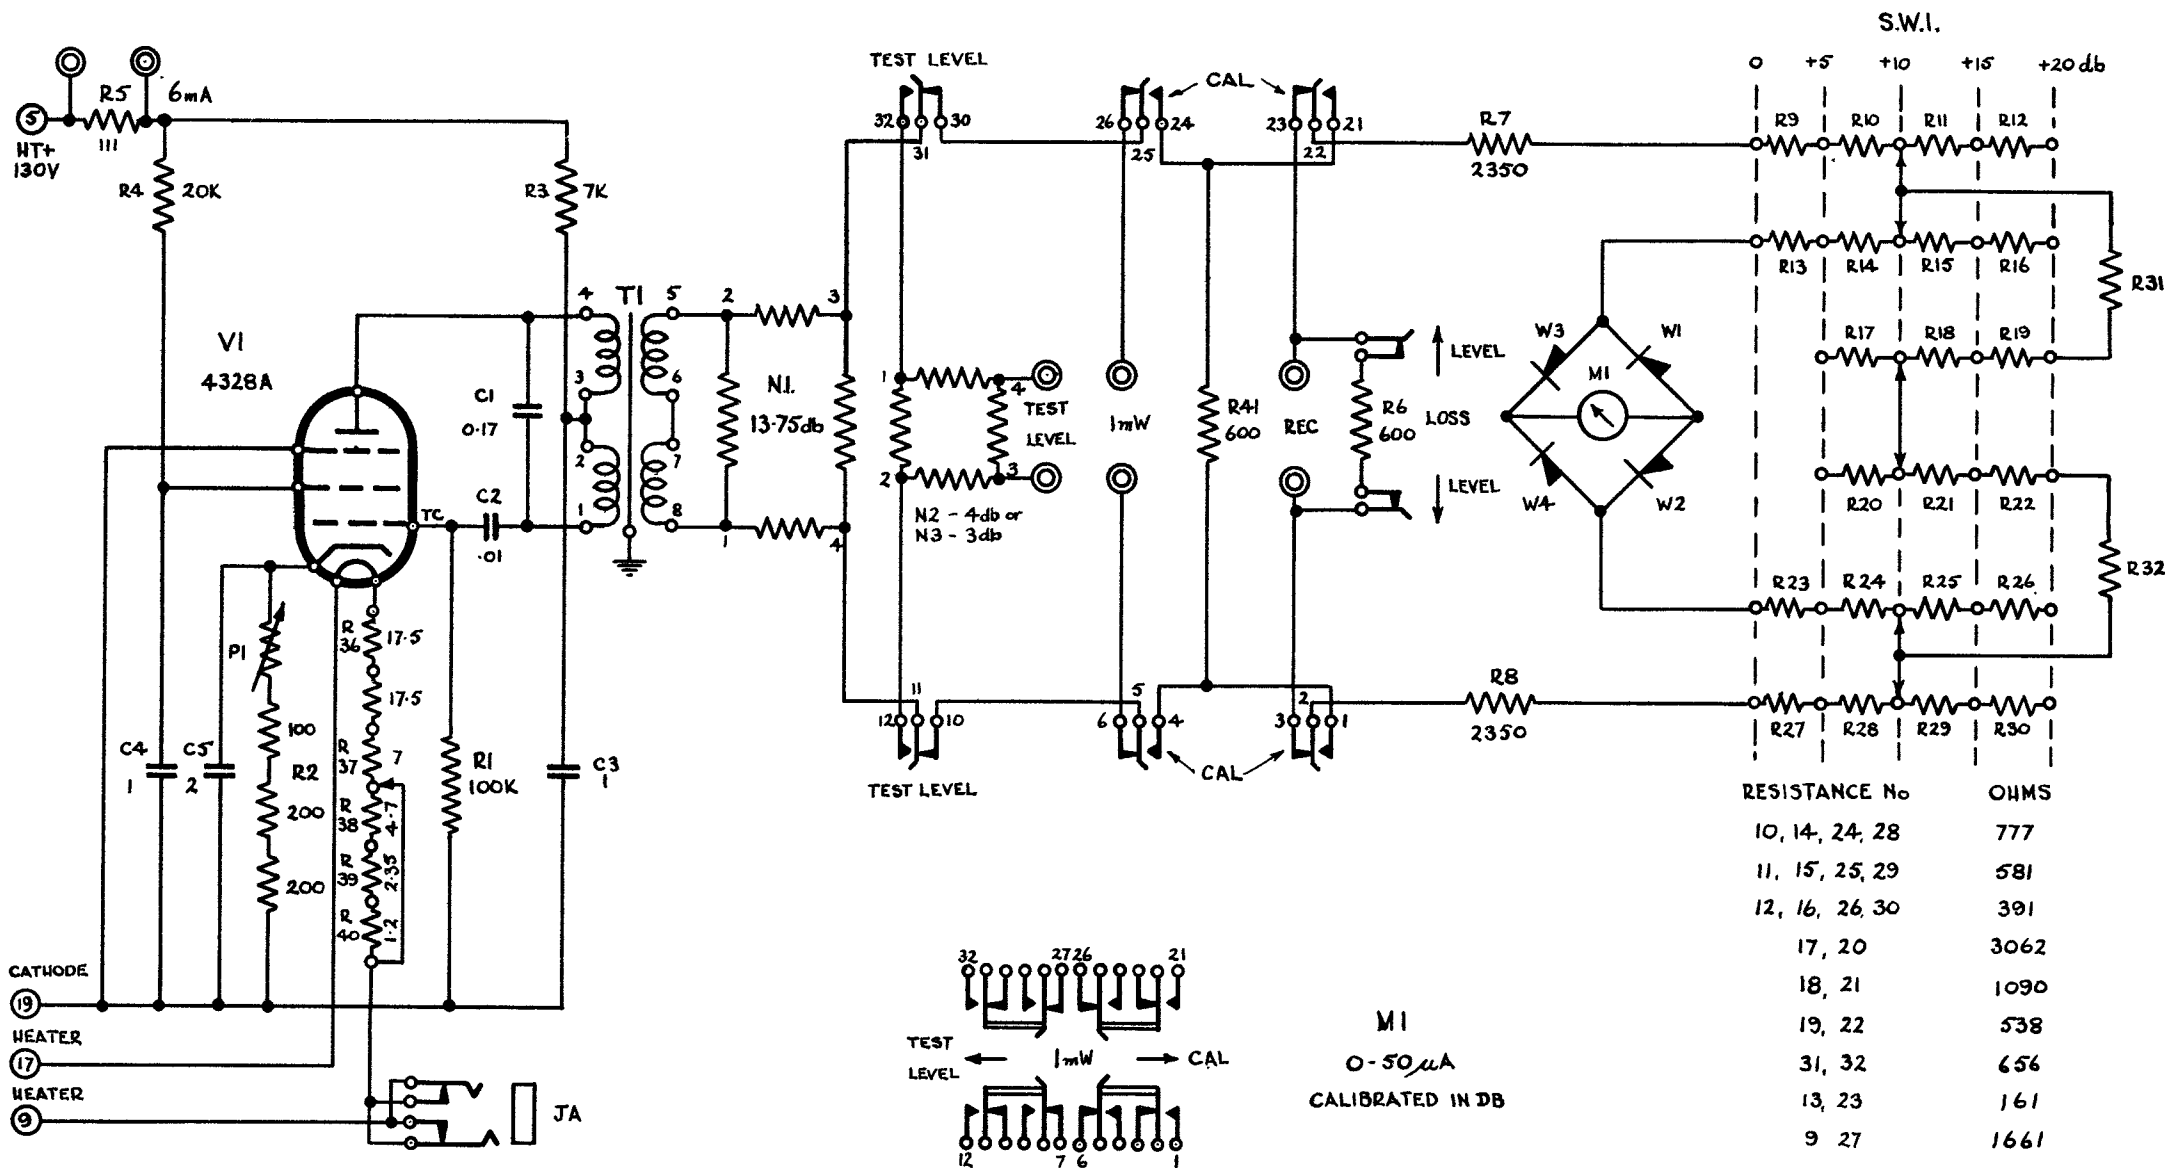 S.W.1.
0 +5 +10 +15 +20 db
TEST LEVEL
CAL
R5
6mA
5
111
HT+
130V
R4
20K
R3
7K
32
30
31
26
24
25
23
21
22
R7
2350
R9
R10
R11
R12
R13
R14
R15
R16
R31
R17
R18
R19
V1
4328A
4
T1
5
2
3
C1
0.17
3
6
N.1.
13.75db
2
7
1
8
1
4
C2
.01
TC
1
4
TEST
LEVEL
2
3
N2 - 4db or
N3 - 3db
1mW
R41
600
REC
R6
600
LEVEL
LOSS
LEVEL
W3
W1
M1
W4
W2
R20
R21
R22
R32
R23
R24
R25
R26
R27
R28
R29
R30
P1
R
36
17.5
17.5
100
R
37
7
C4
1
C5
2
R2
200
R
38
4.7
R1
100K
C3
1
200
R
39
2.35
R
40
1.2
11
12
10
TEST LEVEL
5
6
4
CAL
2
3
1
R8
2350
CATHODE
19
HEATER
17
HEATER
9
JA
32
27 26
21
TEST
LEVEL
1mW
CAL
12
7 6
1
M1
0-50µA
CALIBRATED IN DB
RESISTANCE No OHMS
10, 14, 24, 28 777
11, 15, 25, 29 581
12, 16, 26, 30 391
17, 20 3062
18, 21 1090
19, 22 538
31, 32 656
13, 23 161
9 27 1661